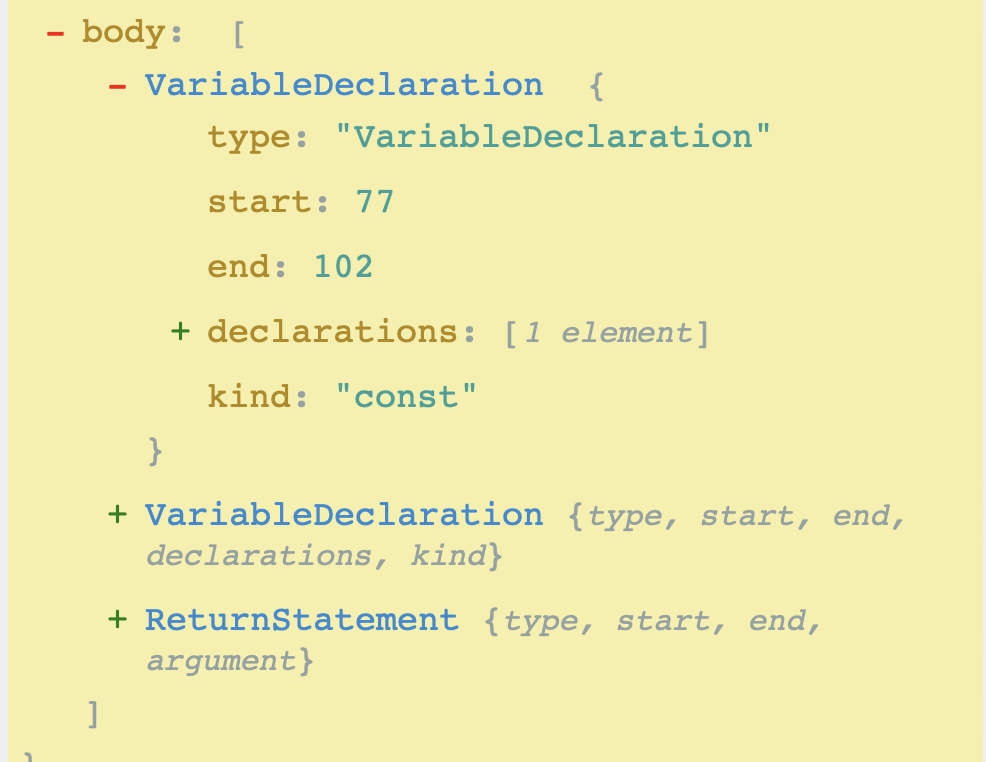 - body: [
- VariableDeclaration {
type: "VariableDeclaration"
start: 77
end: 102
+ declarations: [1 element]
kind: "const"
}
+ VariableDeclaration {type, start, end,
declarations, kind}
+ ReturnStatement {type, start, end,
argument}
]
}